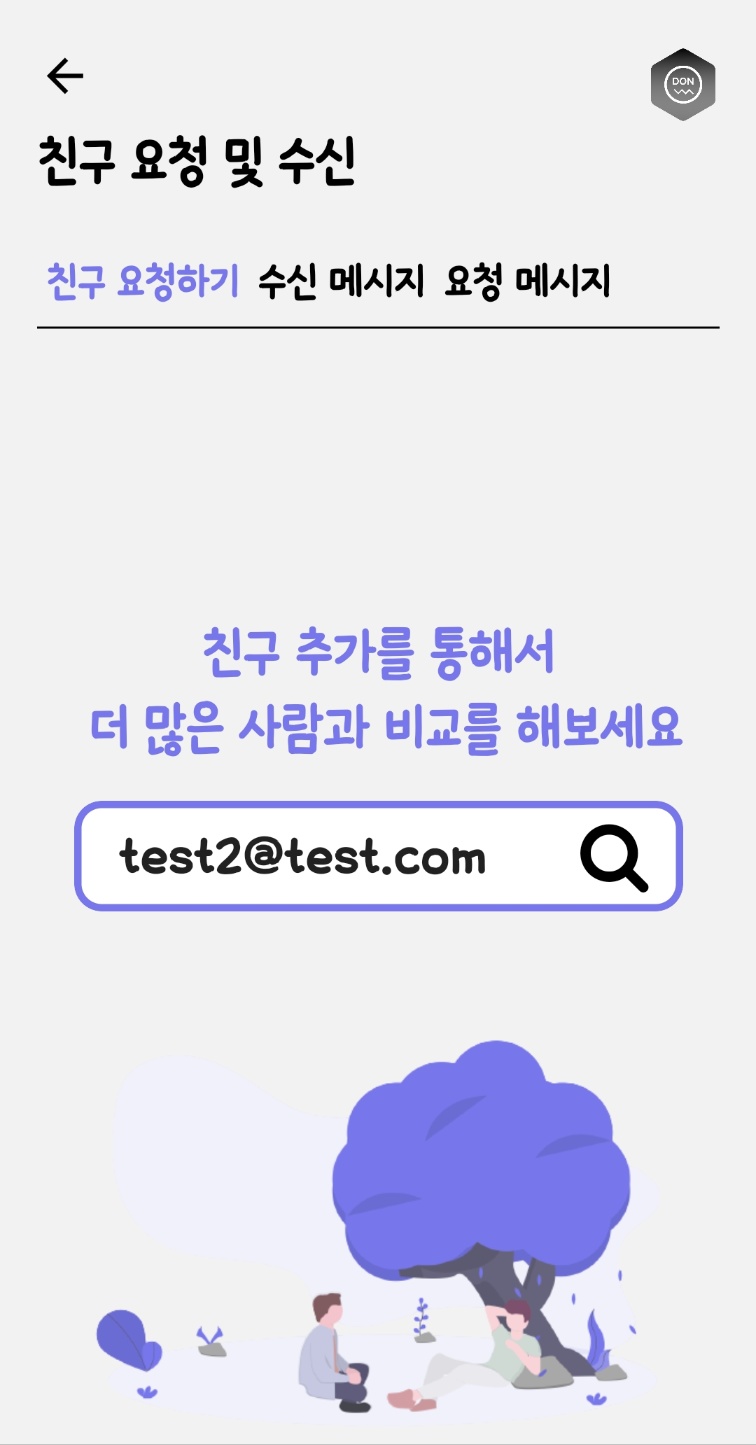 DON
친구 요청 및 수신
친구 요청하기 수신 메시지 요청 메시지
친구 추가를 통해서
더 많은 사람과 비교를 해보세요
test2@test.com